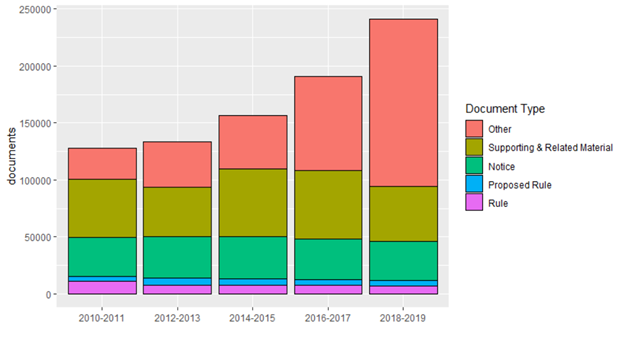 250000
200000
150000
100000
50000
0
documents
2010-2011
2012-2013
2014-2015
2016-2017
2018-2019
Document Type
Other
Supporting & Related Material
Notice
Proposed Rule
Rule